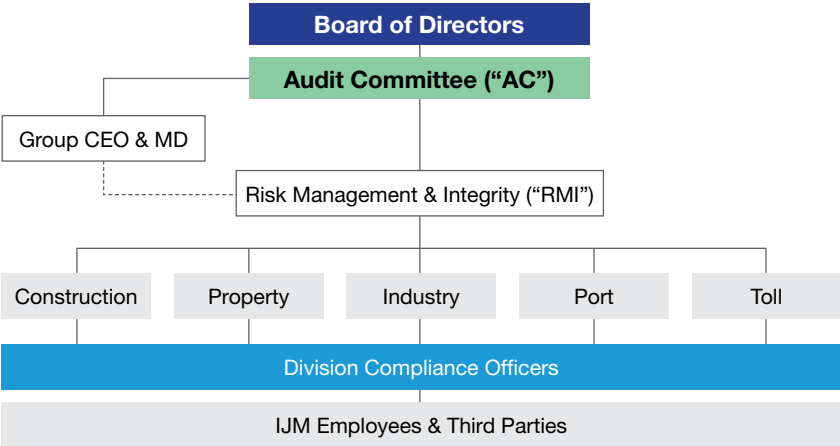 Board of Directors
Audit Committee (“AC”)
Group CEO & MD
Risk Management & Integrity (“RMI”)
Construction
Property
Industry
Port
Toll
Division Compliance Officers
IJM Employees & Third Parties